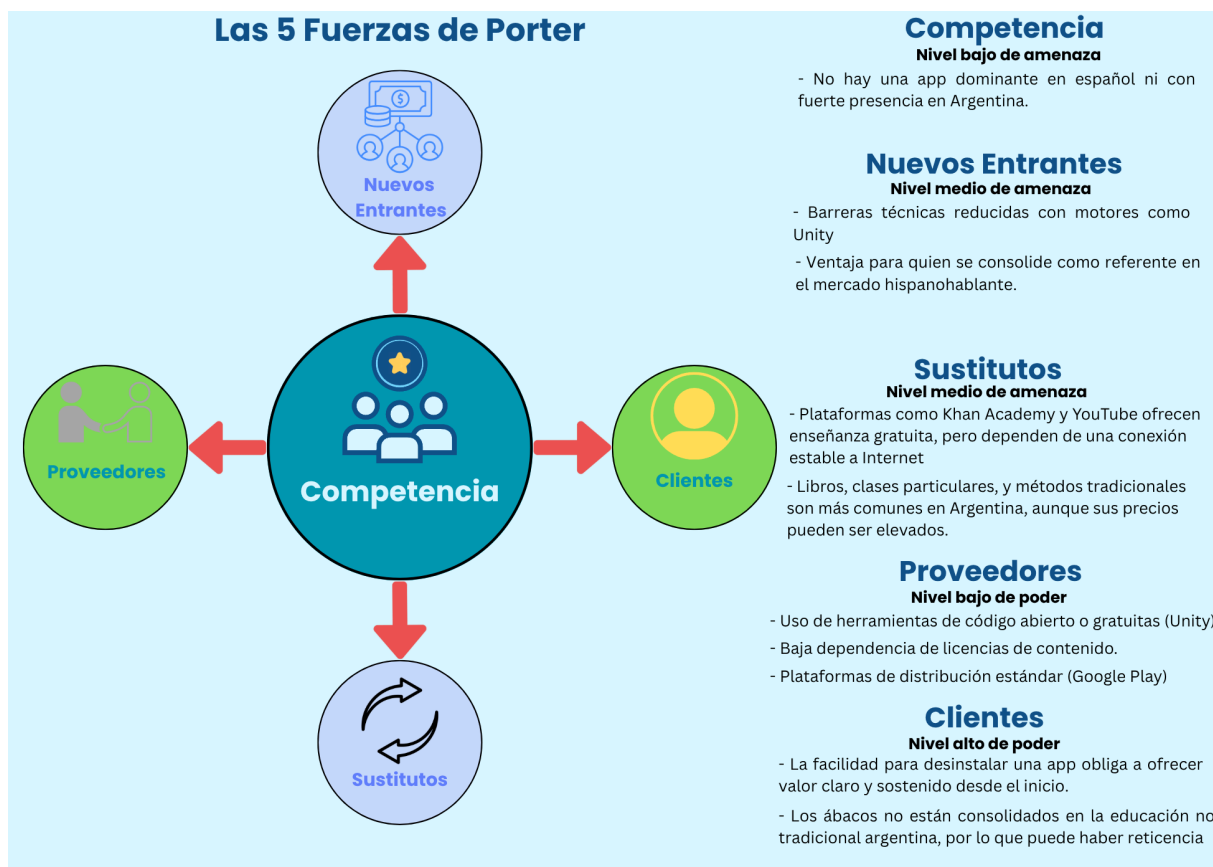 Las 5 Fuerzas de Porter
Nuevos
Entrantes
Proveedores
Competencia
Clientes
Sustitutos
Competencia
Nivel bajo de amenaza
- No hay una app dominante en español ni con
fuerte presencia en Argentina.
Nuevos Entrantes
Nivel medio de amenaza
- Barreras técnicas reducidas con motores como
Unity
- Ventaja para quien se consolide como referente en
el mercado hispanohablante.
Sustitutos
Nivel medio de amenaza
- Plataformas como Khan Academy y YouTube ofrecen
enseñanza gratuita, pero dependen de una conexión
estable a Internet
- Libros, clases particulares, y métodos tradicionales
son más comunes en Argentina, aunque sus precios
pueden ser elevados.
Proveedores
Nivel bajo de poder
- Uso de herramientas de código abierto o gratuitas (Unity)
- Baja dependencia de licencias de contenido.
- Plataformas de distribución estándar (Google Play)
Clientes
Nivel alto de poder
- La facilidad para desinstalar una app obliga a ofrecer
valor claro y sostenido desde el inicio.
- Los ábacos no están consolidados en la educación no
tradicional argentina, por lo que puede haber reticencia